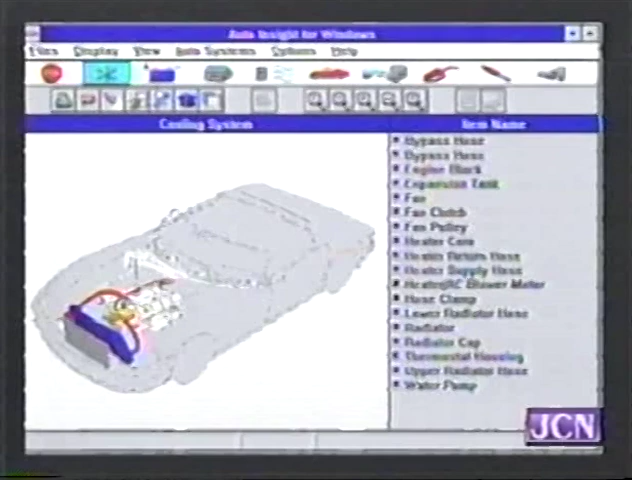 Auto Insight for Windows
Files Display View Auto Systems Options Help
Cooling System
Item Name
Bypass Hose
Bypass Hose
Engine Block
Expansion Tank
Fan
Fan Clutch
Fan Pulley
Heater Core
Heater Return Hose
Heater Supply Hose
Heater/AC Blower Motor
Hose Clamp
Lower Radiator Hose
Radiator
Radiator Cap
Thermostat Housing
Upper Radiator Hose
Water Pump
JCN